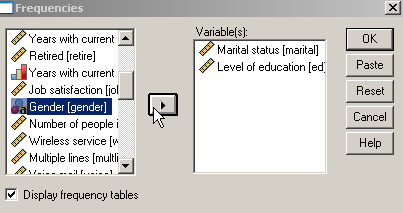 Frequencies
Variable(s):
Years with current
Retired [retire]
Years with current
Job satisfaction [jol
Gender [gender]
Number of people i
Wireless service [w
Multiple lines [multli
Voice mail [voice]
Marital status [marital]
Level of education [ed]
OK
Paste
Reset
Cancel
Help
Display frequency tables